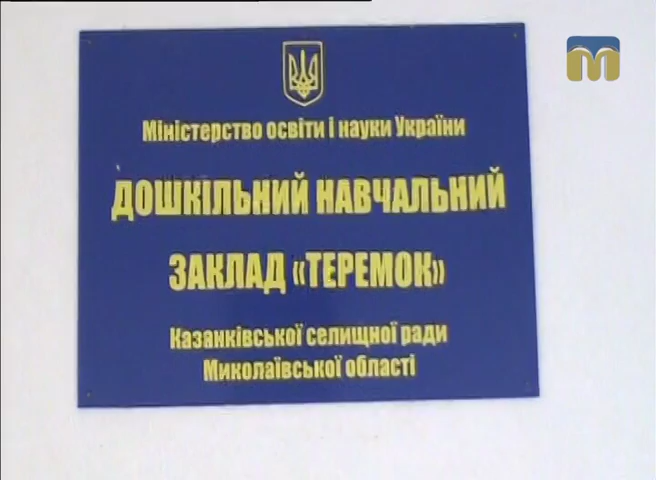 Міністерство освіти і науки України
ДОШКІЛЬНИЙ НАВЧАЛЬНИЙ
ЗАКЛАД «ТЕРЕМОК»
Казанківської селищної ради
Миколаївської області